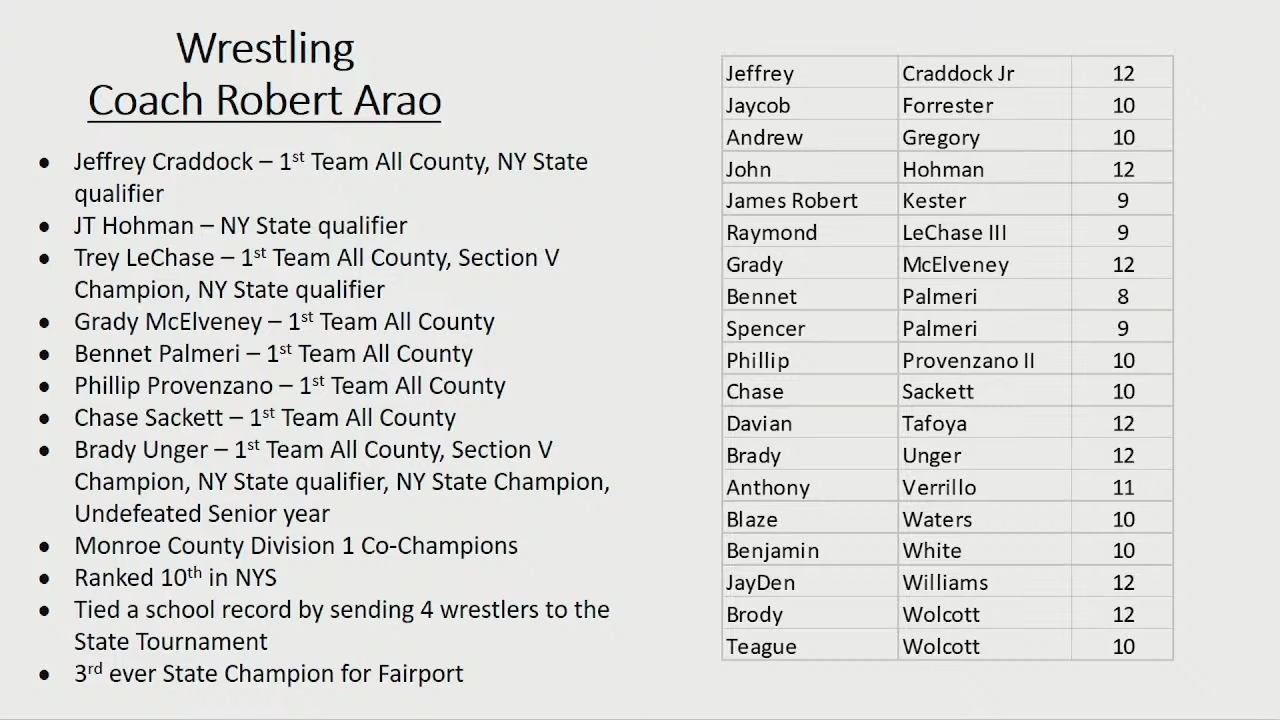 Wrestling
Coach Robert Arao
• Jeffrey Craddock – 1st Team All County, NY State
qualifier
• JT Hohman – NY State qualifier
• Trey LeChase – 1st Team All County, Section V
Champion, NY State qualifier
• Grady McElveney – 1st Team All County
• Bennet Palmeri – 1st Team All County
• Phillip Provenzano – 1st Team All County
• Chase Sackett – 1st Team All County
• Brady Unger – 1st Team All County, Section V
Champion, NY State qualifier, NY State Champion,
Undefeated Senior year
• Monroe County Division 1 Co-Champions
• Ranked 10th in NYS
• Tied a school record by sending 4 wrestlers to the
State Tournament
• 3rd ever State Champion for Fairport
Jeffrey Craddock Jr 12
Jaycob Forrester 10
Andrew Gregory 10
John Hohman 12
James Robert Kester 9
Raymond LeChase III 9
Grady McElveney 12
Bennet Palmeri 8
Spencer Palmeri 9
Phillip Provenzano II 10
Chase Sackett 10
Davian Tafoya 12
Brady Unger 12
Anthony Verrillo 11
Blaze Waters 10
Benjamin White 10
JayDen Williams 12
Brody Wolcott 12
Teague Wolcott 10